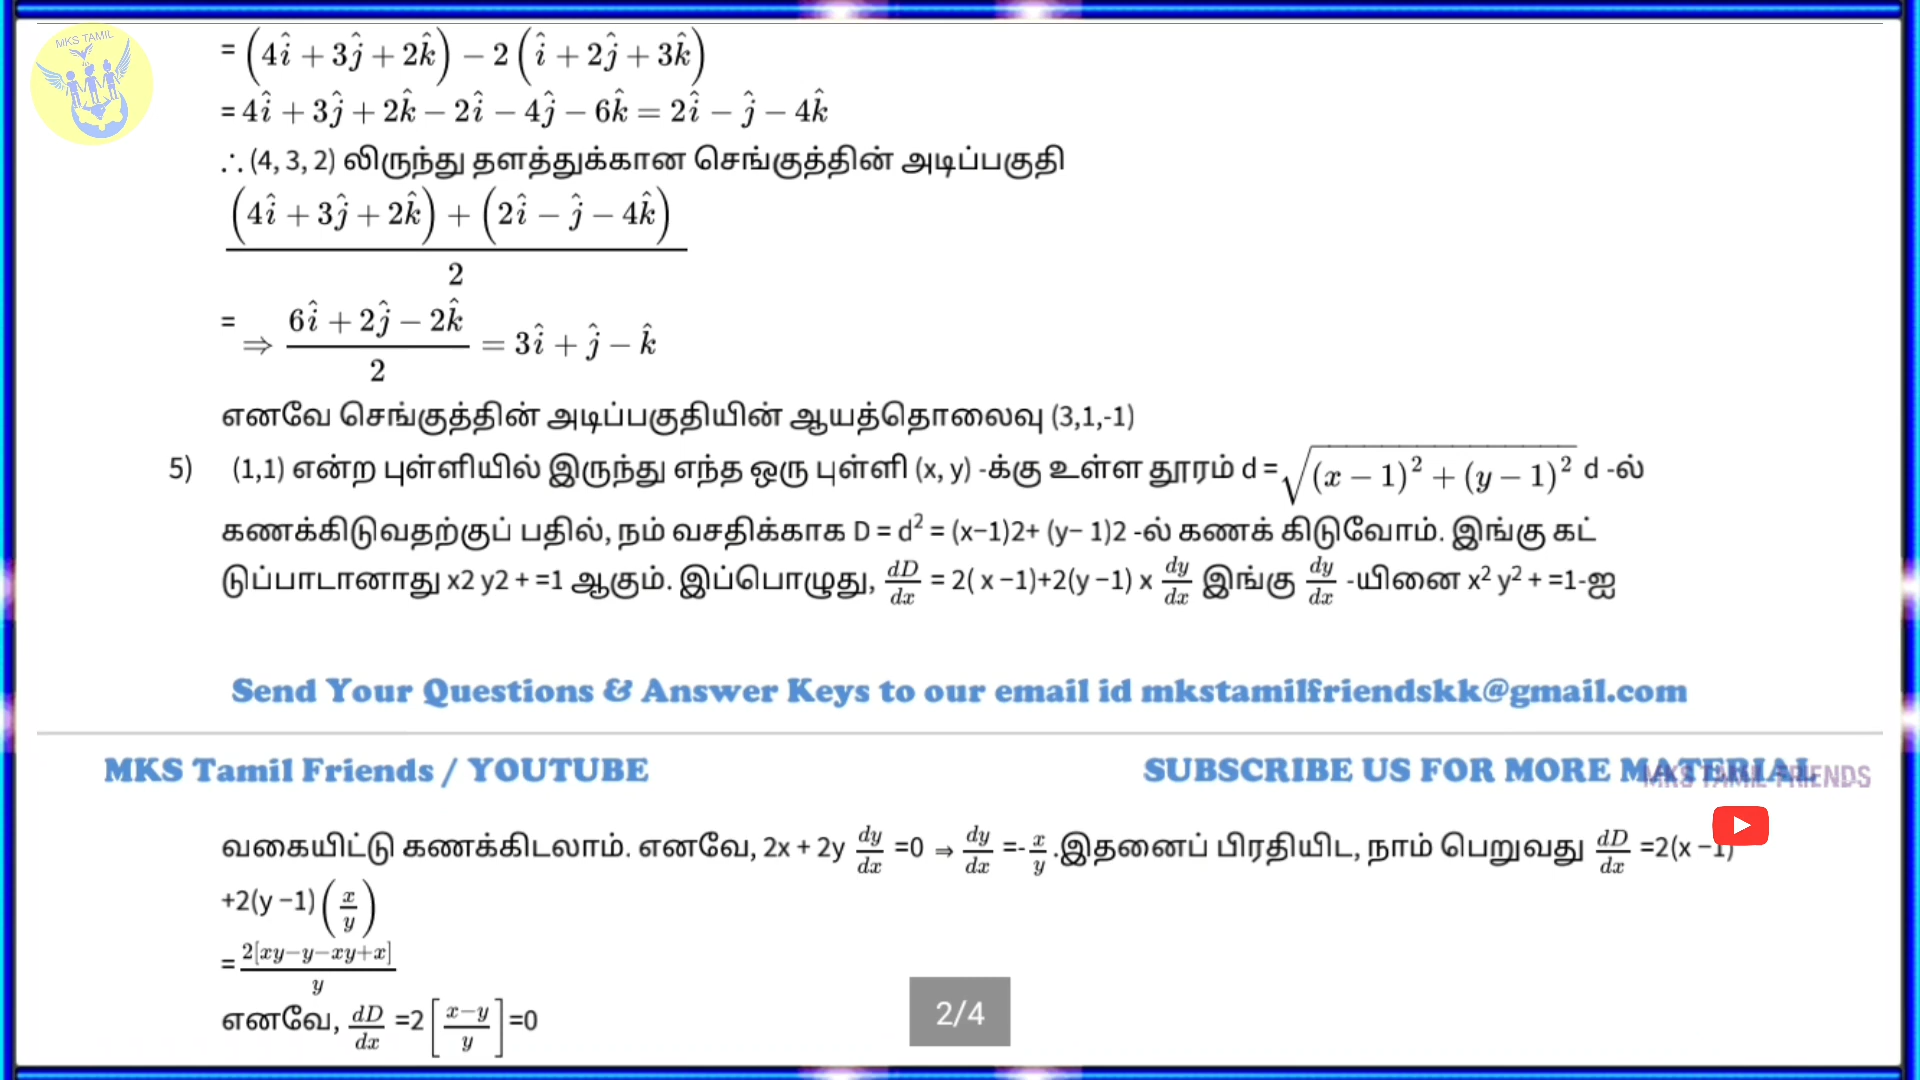 MKS TAMIL
= (4î + 3ĵ + 2k̂) − 2 (î + 2ĵ + 3k̂)
= 4î + 3ĵ + 2k̂ − 2î − 4ĵ − 6k̂ = 2î − ĵ − 4k̂
∴ (4, 3, 2) லிருந்து தளத்துக்கான செங்குத்தின் அடிப்பகுதி
(4î + 3ĵ + 2k̂) + (2î − ĵ − 4k̂)
2
= ⇒ (6î + 2ĵ − 2k̂)/2 = 3î + ĵ − k̂
எனவே செங்குத்தின் அடிப்பகுதியின் ஆயத்தொலைவு (3,1,-1)
5) (1,1) என்ற புள்ளியில் இருந்து எந்த ஒரு புள்ளி (x, y) -க்கு உள்ள தூரம் d = √((x − 1)² + (y − 1)²) d -ல்
கணக்கிடுவதற்குப் பதில், நம் வசதிக்காக D = d² = (x−1)2+ (y− 1)2 -ல் கணக் கிடுவோம். இங்கு கட்
டுப்பாடானாது x2 y2 + =1 ஆகும். இப்பொழுது, dD/dx = 2( x −1)+2(y −1) x dy/dx இங்கு dy/dx -யினை x² y² + =1-ஐ
Send Your Questions & Answer Keys to our email id mkstamilfriendskk@gmail.com
MKS Tamil Friends / YOUTUBE SUBSCRIBE US FOR MORE MATERIAL
MKS TAMIL FRIENDS
வகையிட்டு கணக்கிடலாம். எனவே, 2x + 2y dy/dx =0 ⇒ dy/dx =-x/y .இதனைப் பிரதியிட, நாம் பெறுவது dD/dx =2(x −1)
+2(y −1)(x/y)
= 2[xy−y−xy+x]/y
எனவே, dD/dx =2[(x−y)/y]=0
2/4